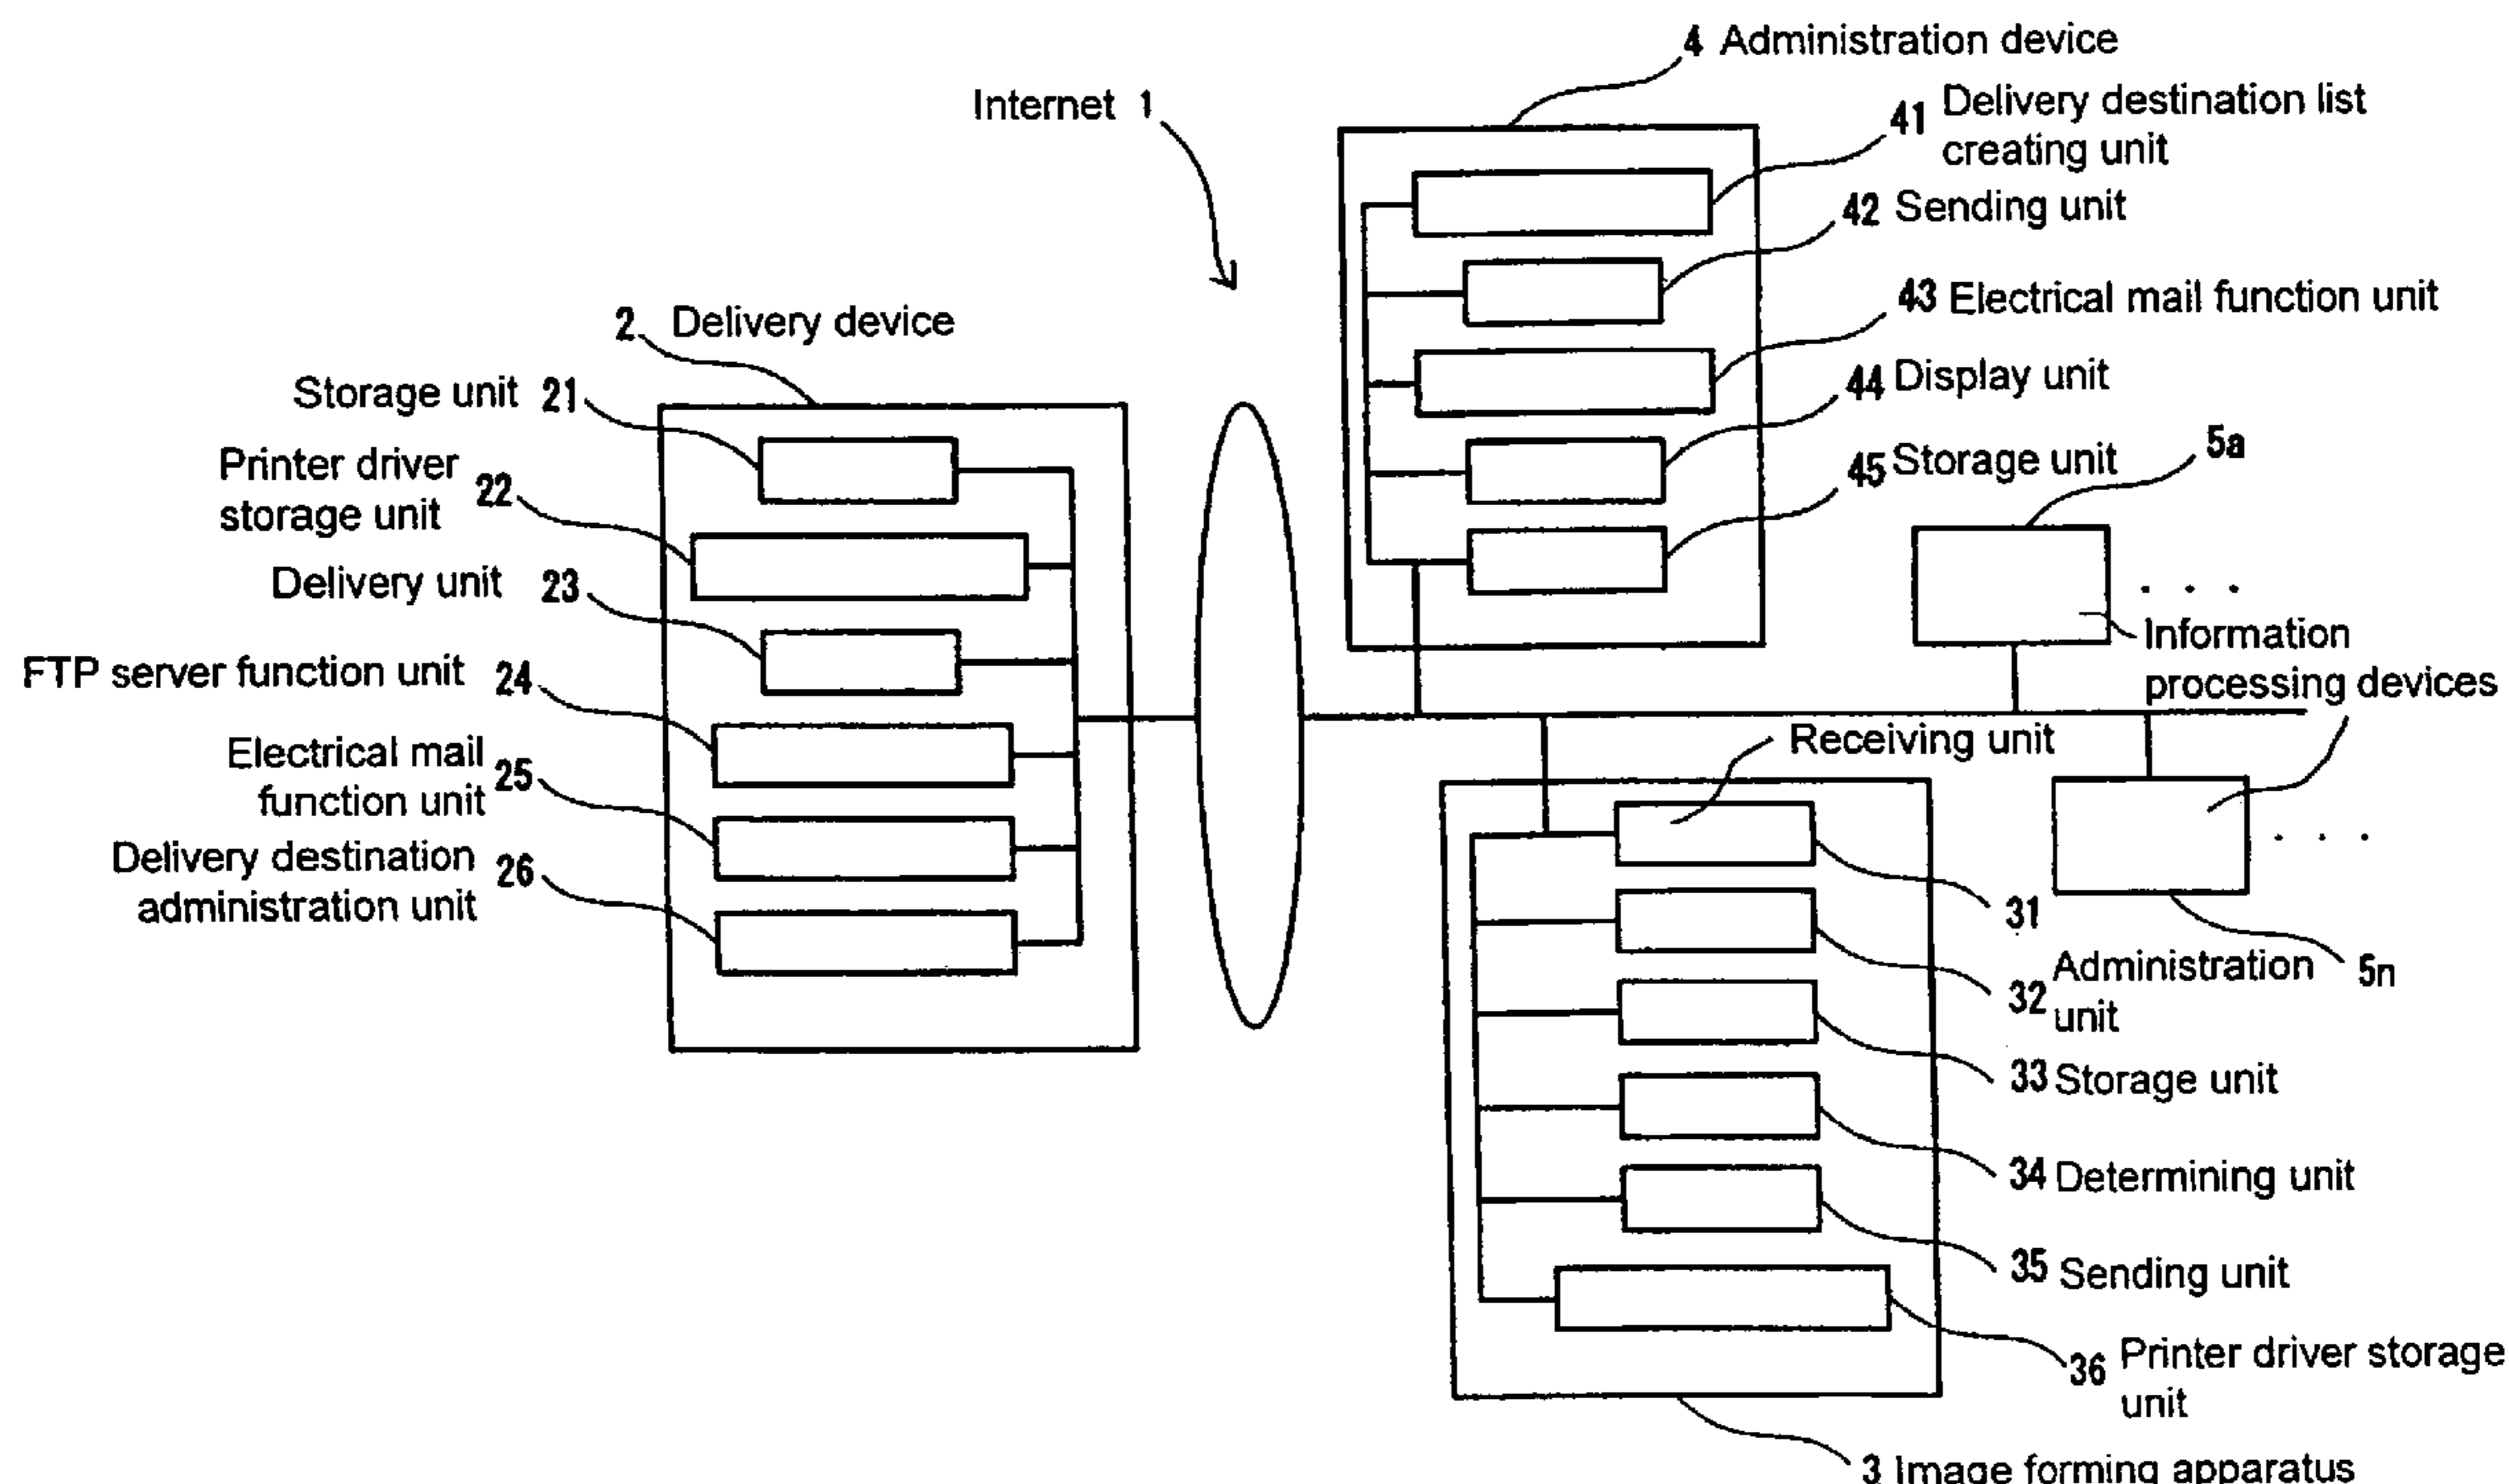 4 Administration device
Internet 1
41 Delivery destination list
creating unit
42 Sending unit
43 Electrical mail function unit
44 Display unit
45 Storage unit
5a
2 Delivery device
Storage unit 21
Printer driver
storage unit 22
Delivery unit 23
FTP server function unit 24
Electrical mail
function unit 25
Delivery destination
administration unit 26
Information
processing devices
Receiving unit
31
32 Administration
unit
5n
33 Storage unit
34 Determining unit
35 Sending unit
36 Printer driver storage
unit
3 Image forming apparatus